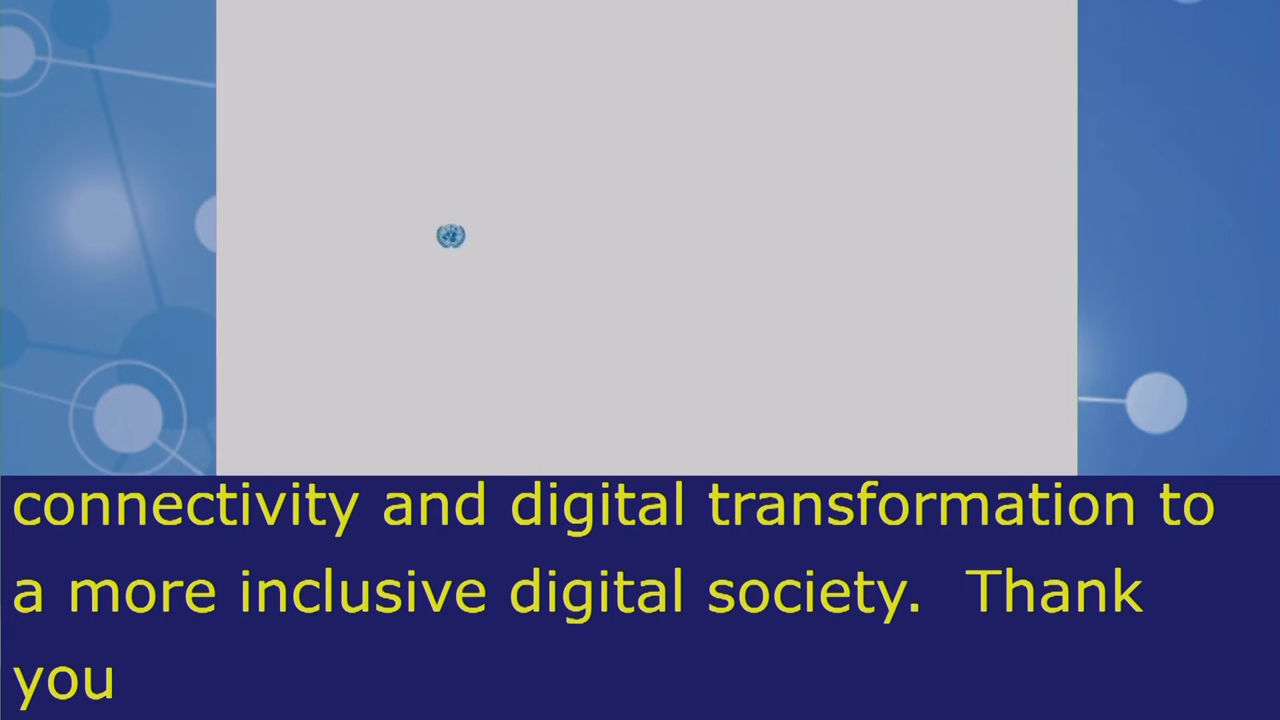 connectivity and digital transformation to
a more inclusive digital society.  Thank
you